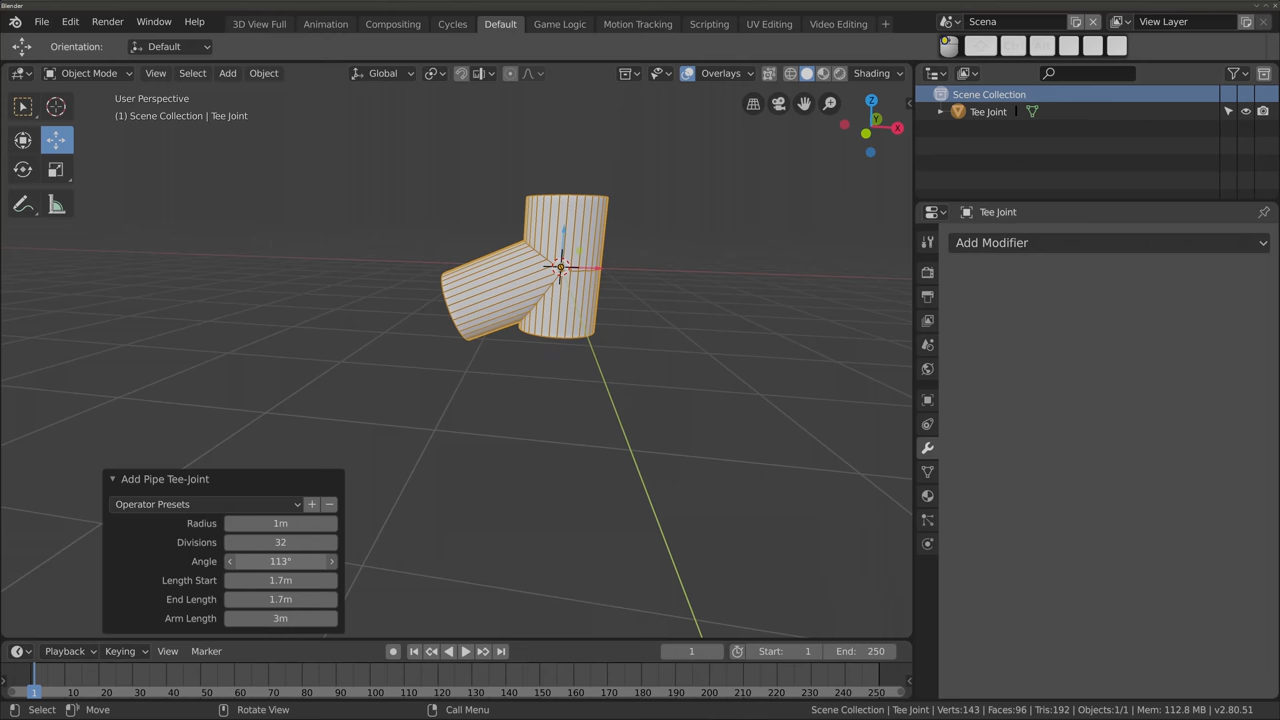 Blender
File Edit Render Window Help
3D View Full Animation Compositing Cycles Default Game Logic Motion Tracking Scripting UV Editing Video Editing +
Scena
View Layer
Orientation: Default
Object Mode View Select Add Object
Global
Overlays
Shading
User Perspective
(1) Scene Collection | Tee Joint
Z
Y
X
Scene Collection
Tee Joint
Tee Joint
Add Modifier
Add Pipe Tee-Joint
Operator Presets
Radius 1m
Divisions 32
Angle 113°
Length Start 1.7m
End Length 1.7m
Arm Length 3m
Playback Keying View Marker
1
Start: 1
End: 250
1 10 20 30 40 50 60 70 80 90 100 110 120 130 140 150 160 170 180 190 200 210 220 230 240 250
Select Move Rotate View Call Menu
Scene Collection | Tee Joint | Verts:143 | Faces:96 | Tris:192 | Objects:1/1 | Mem: 112.8 MB | v2.80.51